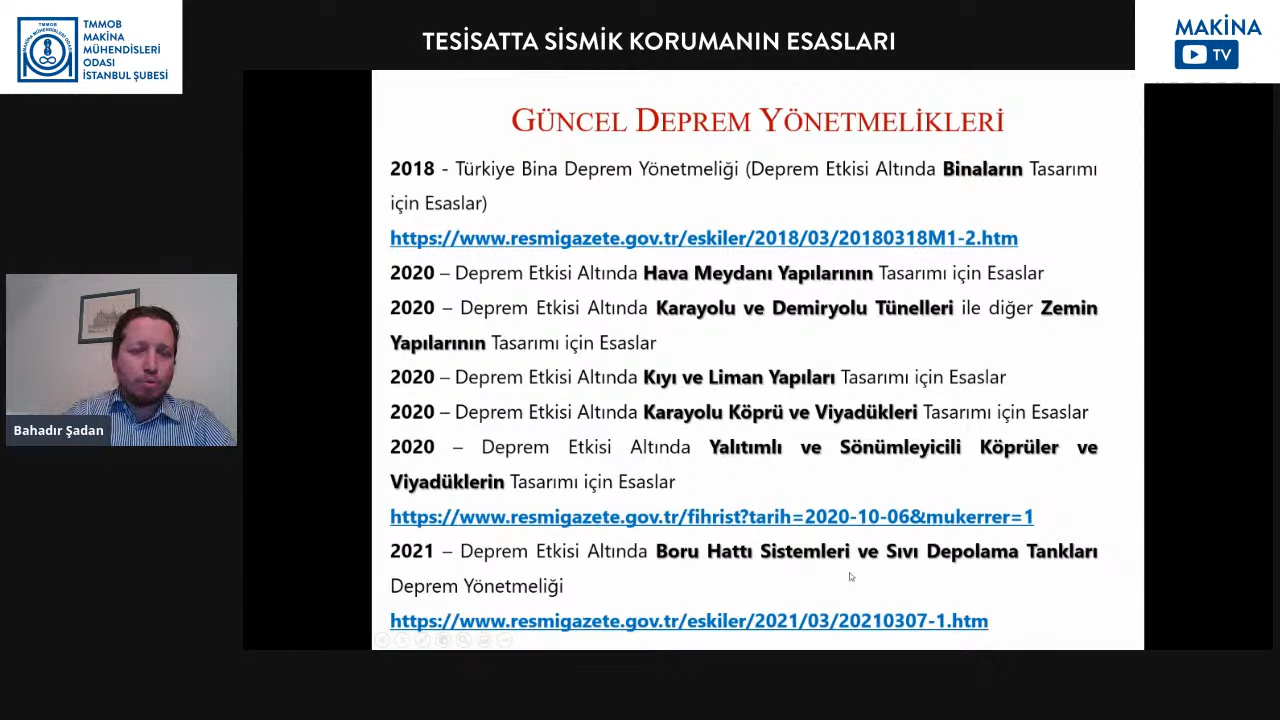 TMMOB
MAKİNA
MÜHENDİSLERİ
ODASI
İSTANBUL ŞUBESİ
TESİSATTA SİSMİK KORUMANIN ESASLARI
MAKİNA
TV
GÜNCEL DEPREM YÖNETMELİKLERİ
2018 - Türkiye Bina Deprem Yönetmeliği (Deprem Etkisi Altında Binaların Tasarımı
için Esaslar)
https://www.resmigazete.gov.tr/eskiler/2018/03/20180318M1-2.htm
2020 – Deprem Etkisi Altında Hava Meydanı Yapılarının Tasarımı için Esaslar
2020 – Deprem Etkisi Altında Karayolu ve Demiryolu Tünelleri ile diğer Zemin
Yapılarının Tasarımı için Esaslar
2020 – Deprem Etkisi Altında Kıyı ve Liman Yapıları Tasarımı için Esaslar
2020 – Deprem Etkisi Altında Karayolu Köprü ve Viyadükleri Tasarımı için Esaslar
2020 – Deprem Etkisi Altında Yalıtımlı ve Sönümleyicili Köprüler ve
Viyadüklerin Tasarımı için Esaslar
https://www.resmigazete.gov.tr/fihrist?tarih=2020-10-06&mukerrer=1
2021 – Deprem Etkisi Altında Boru Hattı Sistemleri ve Sıvı Depolama Tankları
Deprem Yönetmeliği
https://www.resmigazete.gov.tr/eskiler/2021/03/20210307-1.htm
Bahadır Şadan